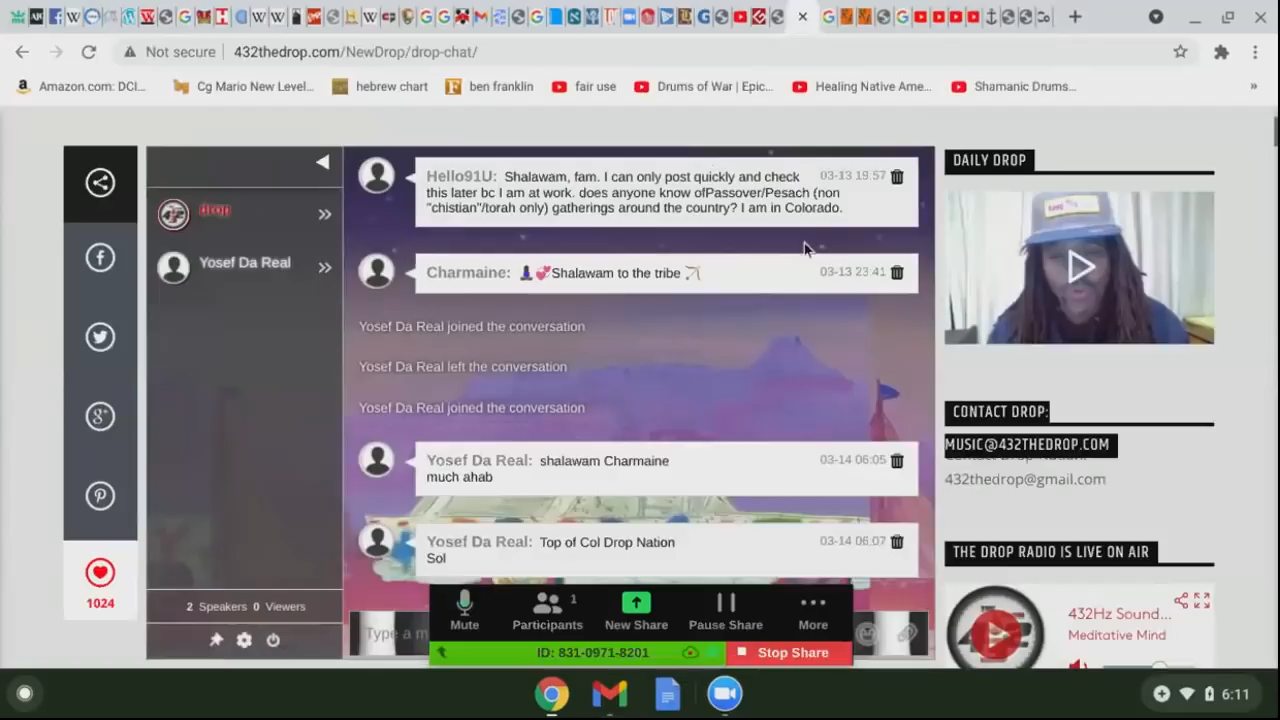 Not secure
432thedrop.com/NewDrop/drop-chat/
Amazon.com: DCI...
Cg Mario New Level...
hebrew chart
ben franklin
fair use
Drums of War | Epic...
Healing Native Ame...
Shamanic Drums...
»
drop
Yosef Da Real
2 Speakers 0 Viewers
1024
Hello91U: Shalawam, fam. I can only post quickly and check
03-13 19:57
this later bc I am at work. does anyone know ofPassover/Pesach (non
"chistian"/torah only) gatherings around the country? I am in Colorado.
Charmaine: Shalawam to the tribe
03-13 23:41
Yosef Da Real joined the conversation
Yosef Da Real left the conversation
Yosef Da Real joined the conversation
Yosef Da Real: shalawam Charmaine
03-14 06:05
much ahab
Yosef Da Real: Top of Col Drop Nation
03-14 06:07
Sol
Type a m
DAILY DROP
CONTACT DROP:
MUSIC@432THEDROP.COM
432thedrop@gmail.com
THE DROP RADIO IS LIVE ON AIR
432Hz Sound...
Meditative Mind
Mute
Participants
1
New Share
Pause Share
More
ID: 831-0971-8201
Stop Share
6:11